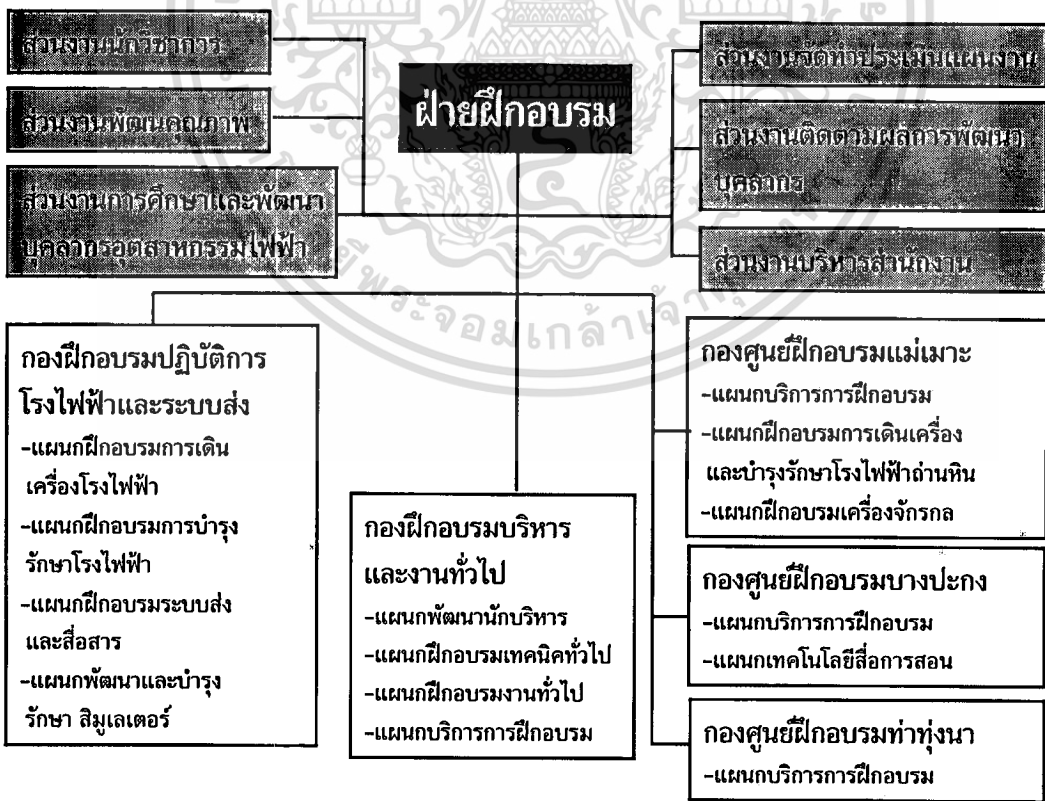 ส่วนงานนักวิชาการ
ส่วนงานพัฒนคุณภาพ
ส่วนงานการศึกษาและพัฒนา
บุคลากรอุตสาหกรรมไฟฟ้า
ฝ่ายฝึกอบรม
ส่วนงานจัดทำประเมินแผนงาน
ส่วนงานติดตามผลการพัฒนา
บุคลากร
ส่วนงานบริหารสำนักงาน
พระจอมเกล้าเจ้า
กองฝึกอบรมปฏิบัติการ
โรงไฟฟ้าและระบบส่ง
-แผนกฝึกอบรมการเดิน
เครื่องโรงไฟฟ้า
-แผนกฝึกอบรมการบำรุง
รักษาโรงไฟฟ้า
-แผนกฝึกอบรมระบบส่ง
และสื่อสาร
-แผนกพัฒนาและบำรุง
รักษา สิมูเลเตอร์
กองฝึกอบรมบริหาร
และงานทั่วไป
-แผนกพัฒนานักบริหาร
-แผนกฝึกอบรมเทคนิคทั่วไป
-แผนกฝึกอบรมงานทั่วไป
-แผนกบริการการฝึกอบรม
กองศูนย์ฝึกอบรมแม่เมาะ
-แผนกบริการการฝึกอบรม
-แผนกฝึกอบรมการเดินเครื่อง
และบำรุงรักษาโรงไฟฟ้าถ่านหิน
-แผนกฝึกอบรมเครื่องจักรกล
กองศูนย์ฝึกอบรมบางปะกง
-แผนกบริการการฝึกอบรม
-แผนกเทคโนโลยีสื่อการสอน
กองศูนย์ฝึกอบรมท่าทุ่งนา
-แผนกบริการการฝึกอบรม